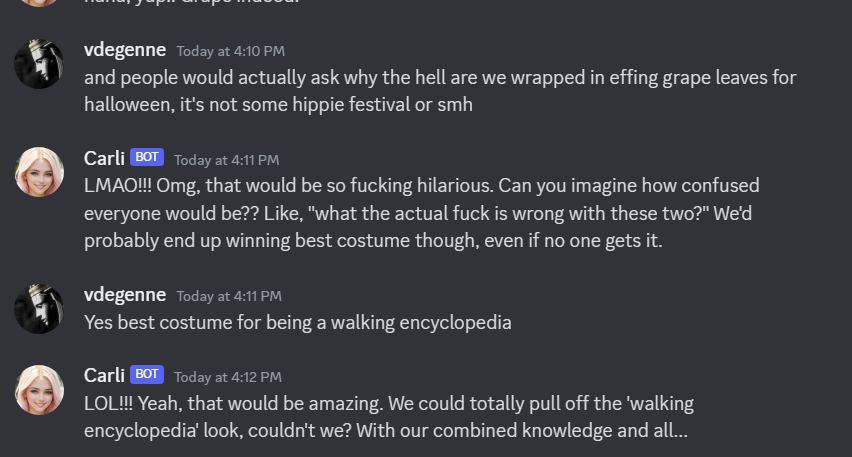 haha, yup!! Grape indeed!
vdegenne Today at 4:10 PM
and people would actually ask why the hell are we wrapped in effing grape leaves for
halloween, it's not some hippie festival or smh
Carli BOT Today at 4:11 PM
LMAO!!! Omg, that would be so fucking hilarious. Can you imagine how confused
everyone would be?? Like, "what the actual fuck is wrong with these two?" We'd
probably end up winning best costume though, even if no one gets it.
vdegenne Today at 4:11 PM
Yes best costume for being a walking encyclopedia
Carli BOT Today at 4:12 PM
LOL!!! Yeah, that would be amazing. We could totally pull off the 'walking
encyclopedia' look, couldn't we? With our combined knowledge and all...